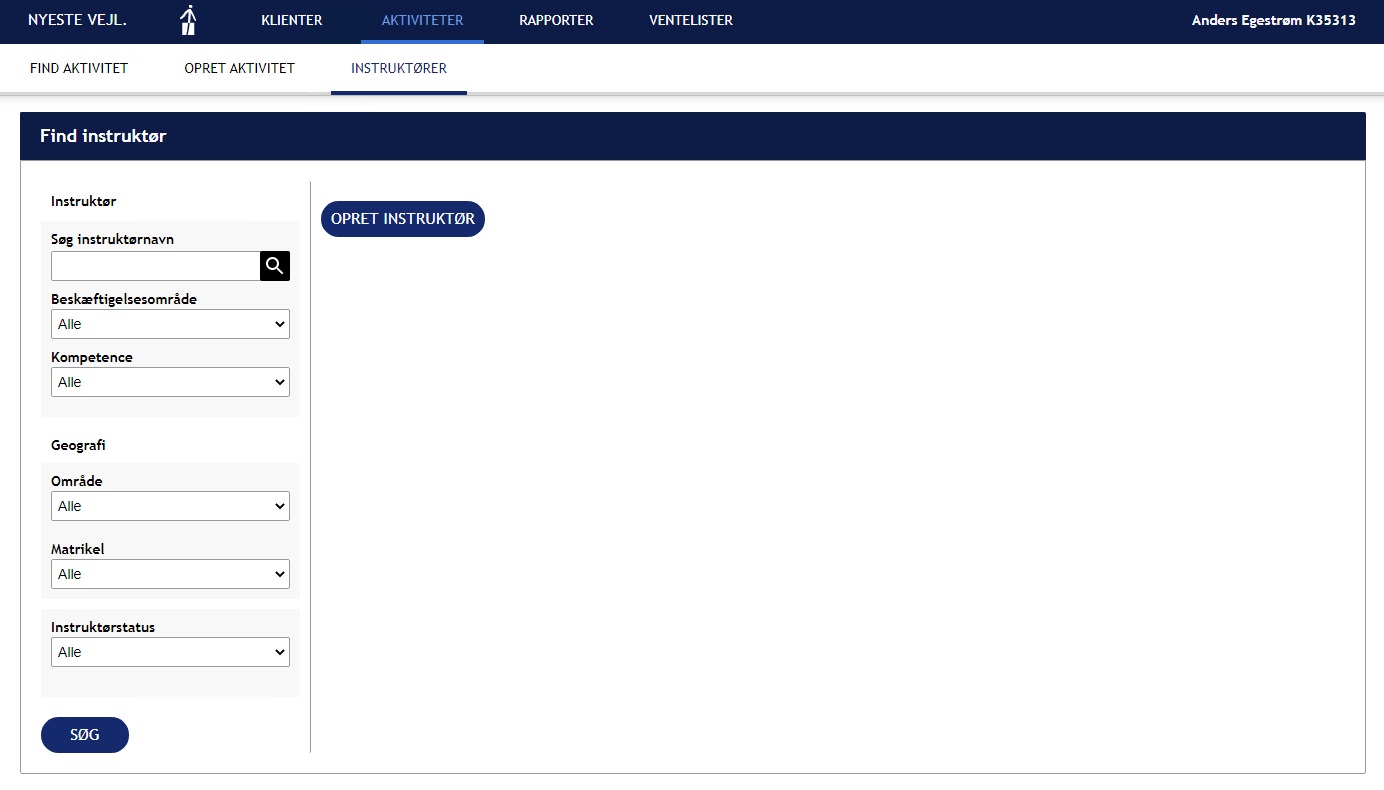 NYESTE VEJL.
KLIENTER
AKTIVITETER
RAPPORTER
VENTELISTER
Anders Egestrøm K35313
FIND AKTIVITET
OPRET AKTIVITET
INSTRUKTØRER
Find instruktør
Instruktør
Søg instruktørnavn
Beskæftigelsesområde
Alle
Kompetence
Alle
Geografi
Område
Alle
Matrikel
Alle
Instruktørstatus
Alle
SØG
OPRET INSTRUKTØR